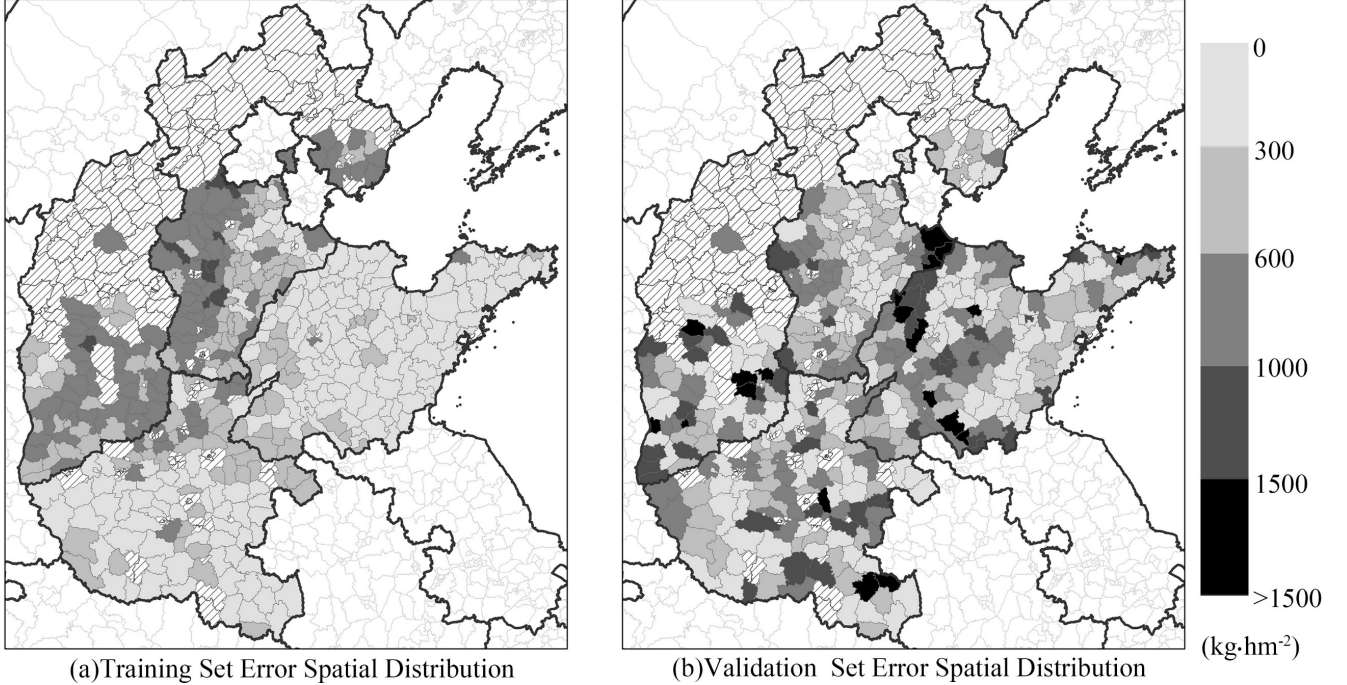 0
300
600
1000
1500
>1500
(kg·hm⁻²)
(a)Training Set Error Spatial Distribution
(b)Validation Set Error Spatial Distribution